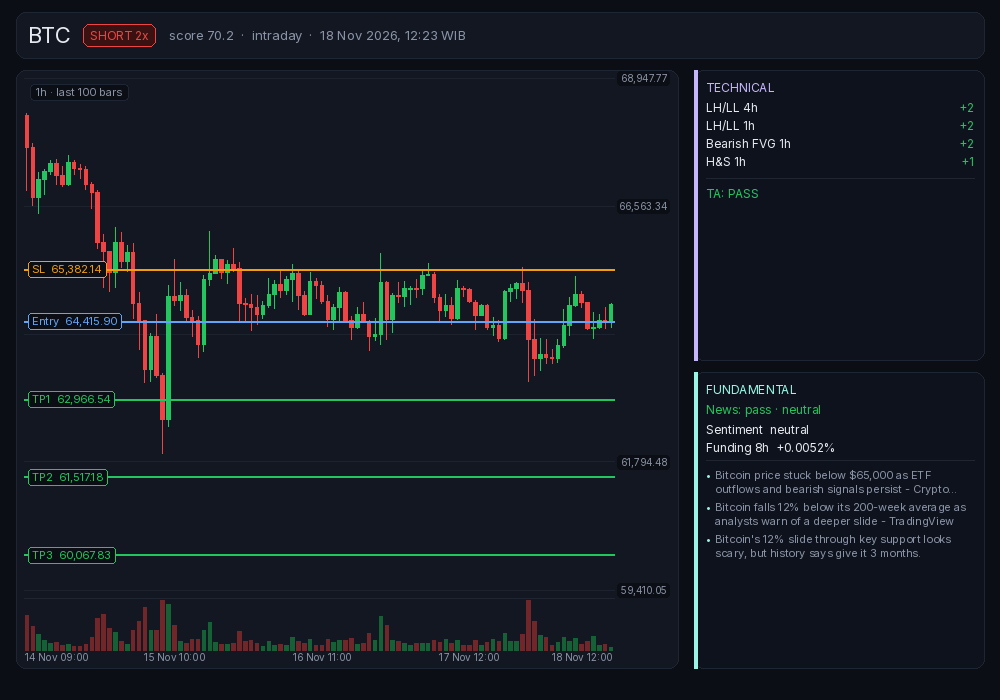 BTC SHORT 2x score 70.2 · intraday · 18 Nov 2026, 12:23 WIB
1h · last 100 bars
68,947.77
66,563.34
SL 65,382.14
Entry 64,415.90
TP1 62,966.54
61,794.48
TP2 61,517.18
TP3 60,067.83
59,410.05
14 Nov 09:00 15 Nov 10:00 16 Nov 11:00 17 Nov 12:00 18 Nov 12:00
TECHNICAL
LH/LL 4h +2
LH/LL 1h +2
Bearish FVG 1h +2
H&S 1h +1
TA: PASS
FUNDAMENTAL
News: pass · neutral
Sentiment neutral
Funding 8h +0.0052%
• Bitcoin price stuck below $65,000 as ETF
outflows and bearish signals persist - Crypto...
• Bitcoin falls 12% below its 200-week average as
analysts warn of a deeper slide - TradingView
• Bitcoin's 12% slide through key support looks
scary, but history says give it 3 months.